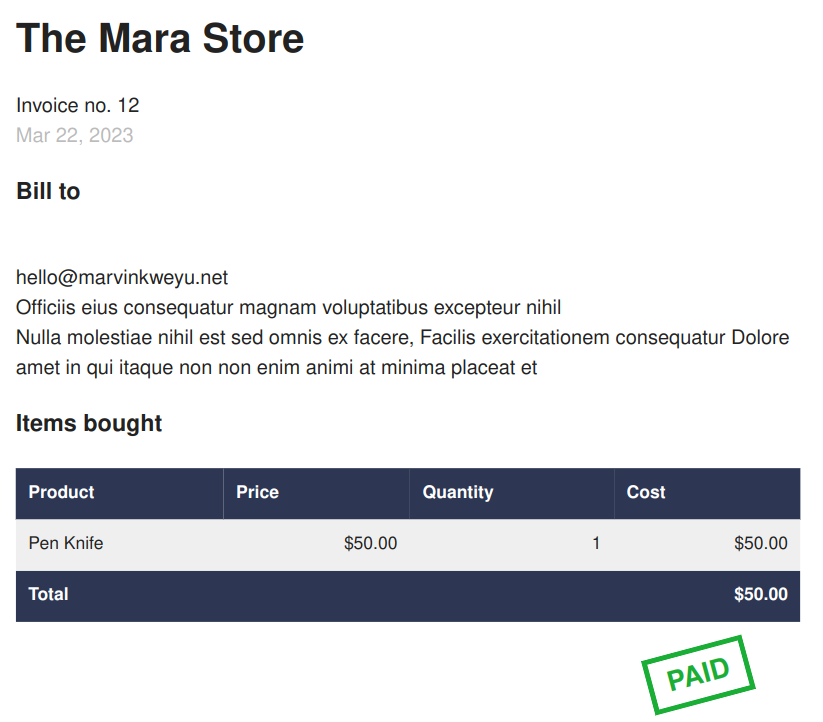 The Mara Store
Invoice no. 12
Mar 22, 2023
Bill to
hello@marvinkweyu.net
Officiis eius consequatur magnam voluptatibus excepteur nihil
Nulla molestiae nihil est sed omnis ex facere, Facilis exercitationem consequatur Dolore
amet in qui itaque non non enim animi at minima placeat et
Items bought
Product Price Quantity Cost
Pen Knife $50.00 1 $50.00
Total $50.00
PAID